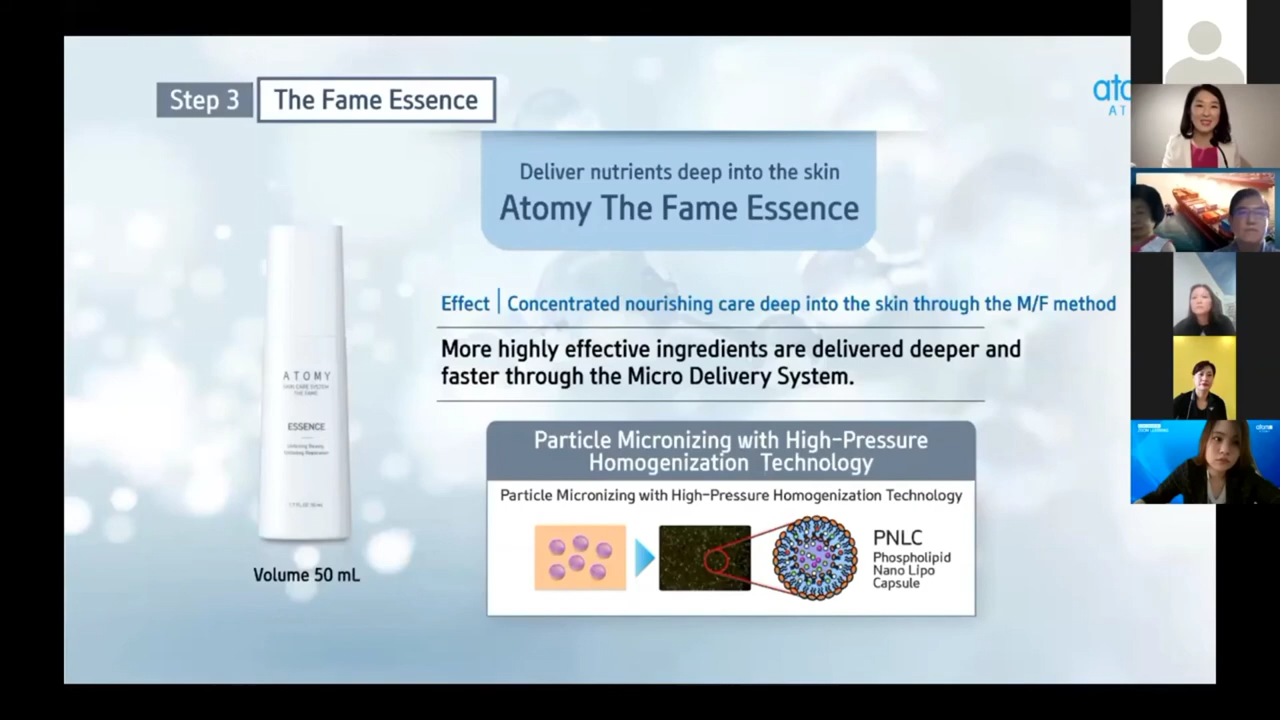 Step 3
The Fame Essence
Deliver nutrients deep into the skin
Atomy The Fame Essence
Effect | Concentrated nourishing care deep into the skin through the M/F method
More highly effective ingredients are delivered deeper and
faster through the Micro Delivery System.
Particle Micronizing with High-Pressure
Homogenization Technology
Particle Micronizing with High-Pressure Homogenization Technology
PNLC
Phospholipid
Nano Lipo
Capsule
ATOMY
SKIN CARE SYSTEM
THE FAME
ESSENCE
Volume 50 mL